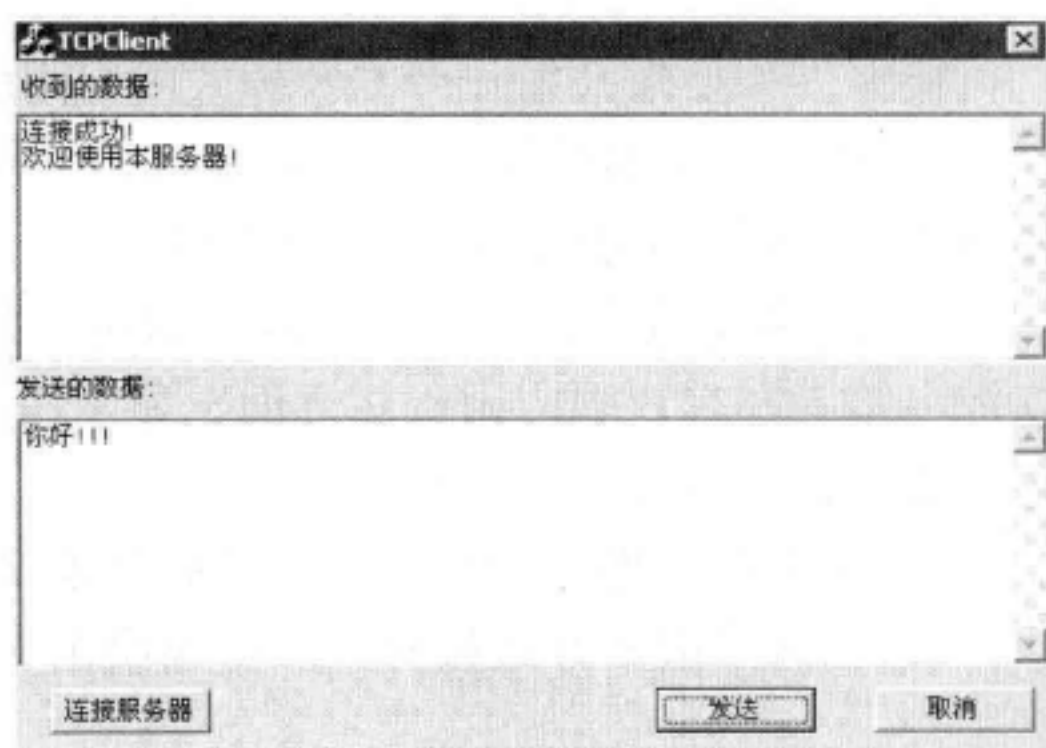 TCPClient
收到的数据:
连接成功!
欢迎使用本服务器!
发送的数据:
你好!!!
连接服务器
发送
取消